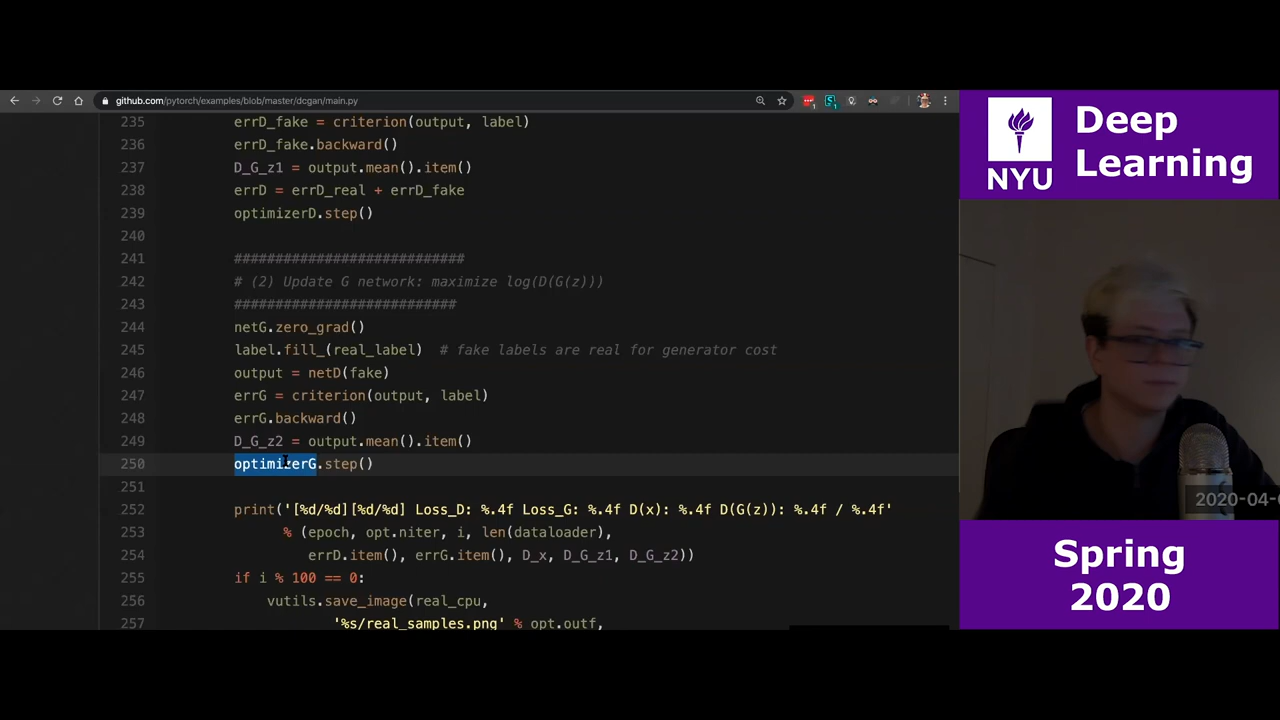 github.com/pytorch/examples/blob/master/dcgan/main.py
235 errD_fake = criterion(output, label)
236 errD_fake.backward()
237 D_G_z1 = output.mean().item()
238 errD = errD_real + errD_fake
239 optimizerD.step()
240
241 ############################
242 # (2) Update G network: maximize log(D(G(z)))
243 ###########################
244 netG.zero_grad()
245 label.fill_(real_label)  # fake labels are real for generator cost
246 output = netD(fake)
247 errG = criterion(output, label)
248 errG.backward()
249 D_G_z2 = output.mean().item()
250 optimizerG.step()
251
252 print('[%d/%d][%d/%d] Loss_D: %.4f Loss_G: %.4f D(x): %.4f D(G(z)): %.4f / %.4f'
253 % (epoch, opt.niter, i, len(dataloader),
254 errD.item(), errG.item(), D_x, D_G_z1, D_G_z2))
255 if i % 100 == 0:
256 vutils.save_image(real_cpu,
257 '%s/real_samples.png' % opt.outf,
NYU
Deep
Learning
2020-04-0
Spring
2020